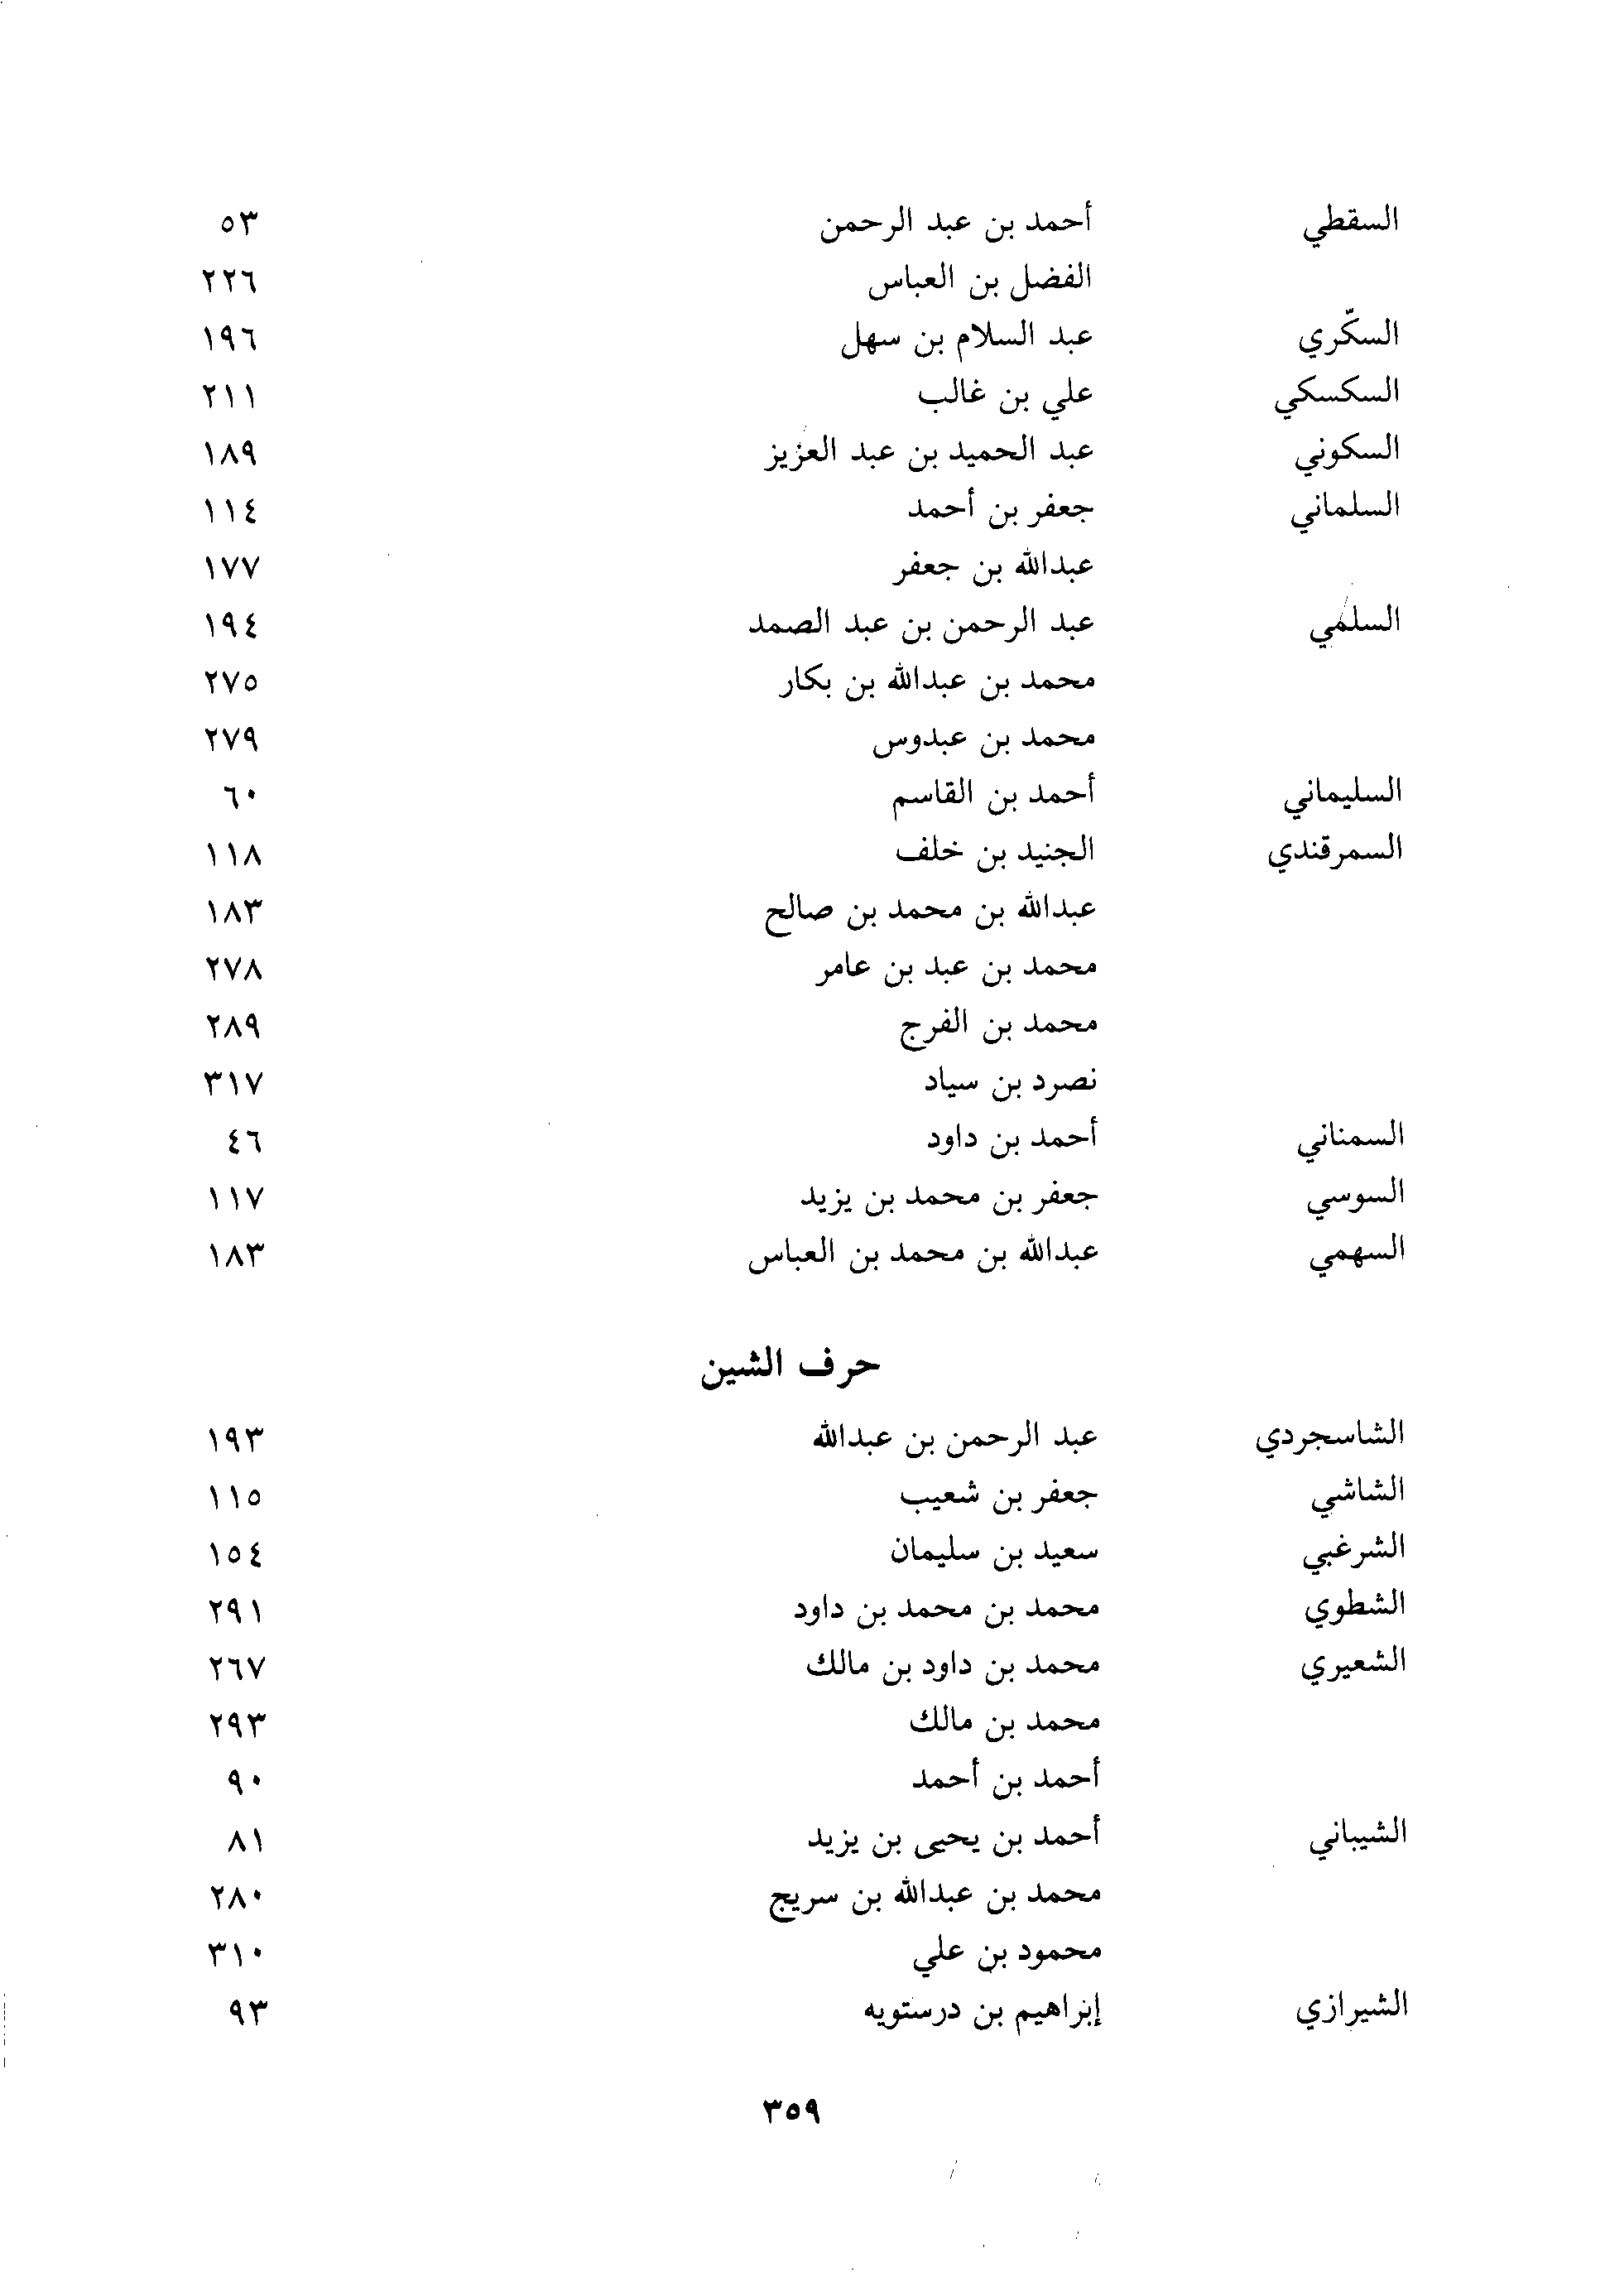 السقطي أحمد بن عبد الرحمن ٥٣
الفضل بن العباس ٢٢٦
السكّري عبد السلام بن سهل ١٩٦
السكسكي علي بن غالب ٢١١
السكوني عبد الحميد بن عبد العزيز ١٨٩
السلماني جعفر بن أحمد ١١٤
عبدالله بن جعفر ١٧٧
السلمي عبد الرحمن بن عبد الصمد ١٩٤
محمد بن عبدالله بن بكار ٢٧٥
محمد بن عبدوس ٢٧٩
السليماني أحمد بن القاسم ٦٠
السمرقندي الجنيد بن خلف ١١٨
عبدالله بن محمد بن صالح ١٨٣
محمد بن عبد بن عامر ٢٧٨
محمد بن الفرج ٢٨٩
نصرد بن سياد ٣١٧
السمناني أحمد بن داود ٤٦
السوسي جعفر بن محمد بن يزيد ١١٧
السهمي عبدالله بن محمد بن العباس ١٨٣
حرف الشين
الشاسجردي عبد الرحمن بن عبدالله ١٩٣
الشاشي جعفر بن شعيب ١١٥
الشرغبي سعيد بن سليمان ١٥٤
الشطوي محمد بن محمد بن داود ٢٩١
الشعيري محمد بن داود بن مالك ٢٦٧
محمد بن مالك ٢٩٣
أحمد بن أحمد ٩٠
الشيباني أحمد بن يحيى بن يزيد ٨١
محمد بن عبدالله بن سريج ٢٨٠
محمود بن علي ٣١٠
الشيرازي إبراهيم بن درستويه ٩٣
٣٥٩